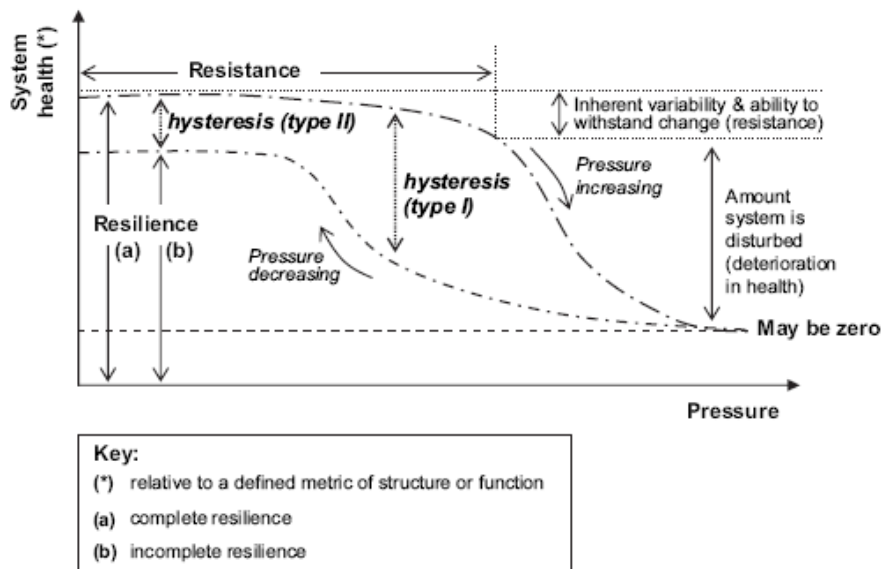 System
health (*)
Resistance
hysteresis (type II)
Inherent variability & ability to
withstand change (resistance)
Pressure
increasing
hysteresis
(type I)
Amount
system is
disturbed
(deterioration
in health)
Resilience
(a) (b)
Pressure
decreasing
May be zero
Pressure
Key:
(*) relative to a defined metric of structure or function
(a) complete resilience
(b) incomplete resilience